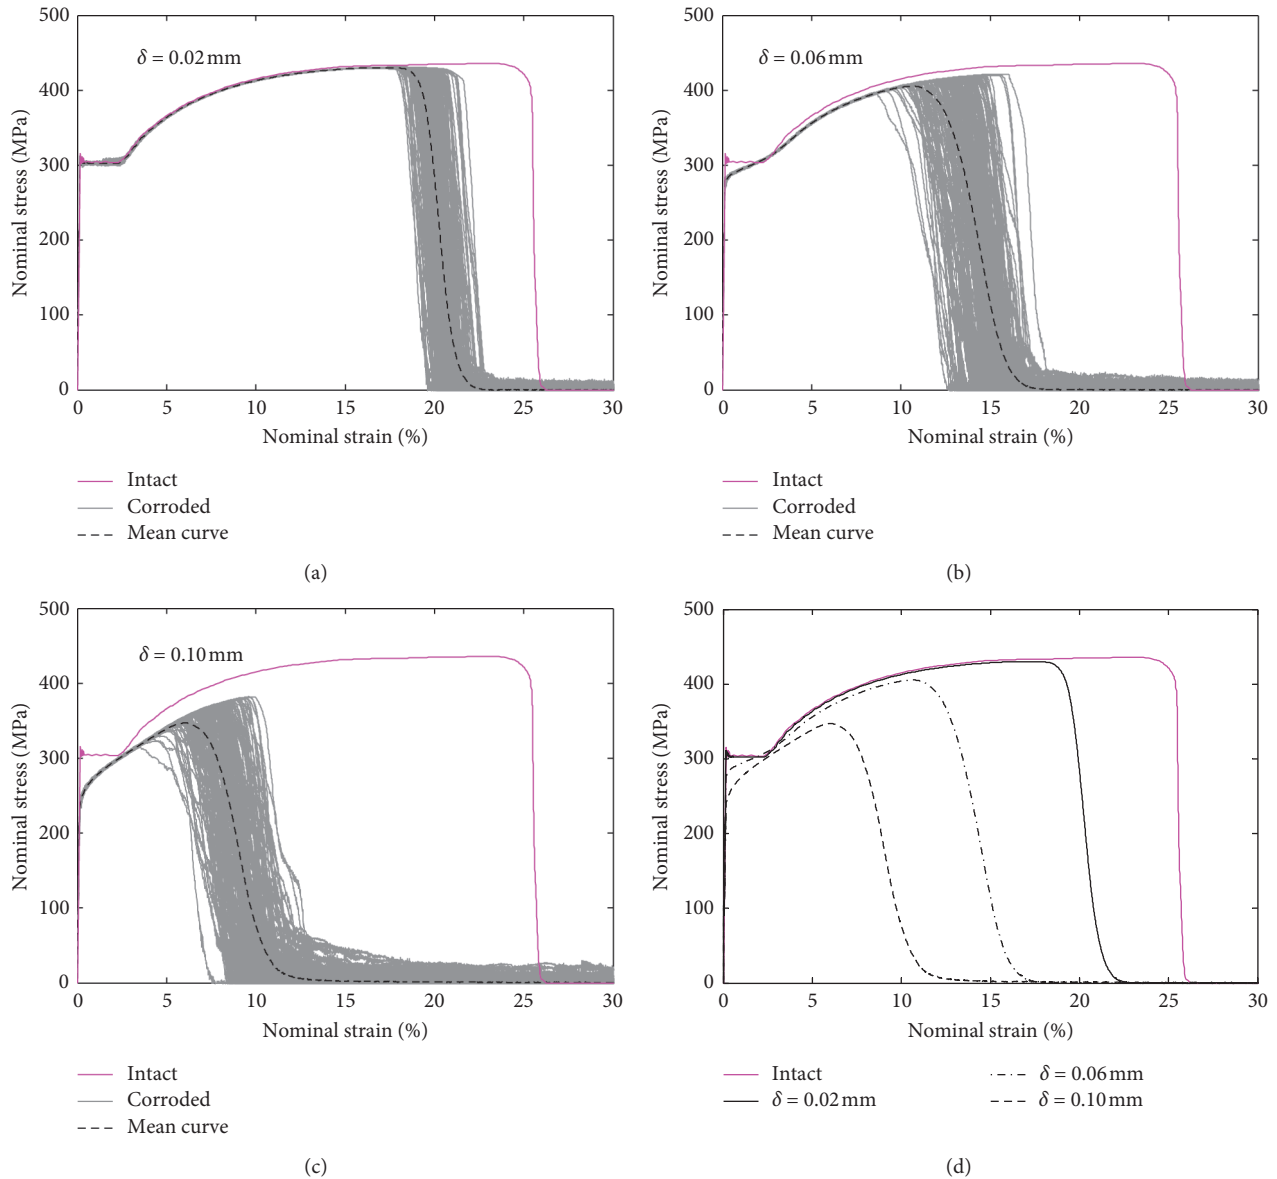 500
400
300
200
100
0
Nominal stress (MPa)
δ = 0.02 mm
0 5 10 15 20 25 30
Nominal strain (%)
Intact
Corroded
Mean curve
(a)
500
400
300
200
100
0
Nominal stress (MPa)
δ = 0.06 mm
0 5 10 15 20 25 30
Nominal strain (%)
Intact
Corroded
Mean curve
(b)
500
400
300
200
100
0
Nominal stress (MPa)
δ = 0.10 mm
0 5 10 15 20 25 30
Nominal strain (%)
Intact
Corroded
Mean curve
(c)
500
400
300
200
100
0
Nominal stress (MPa)
0 5 10 15 20 25 30
Nominal strain (%)
Intact
δ = 0.02 mm
δ = 0.06 mm
δ = 0.10 mm
(d)